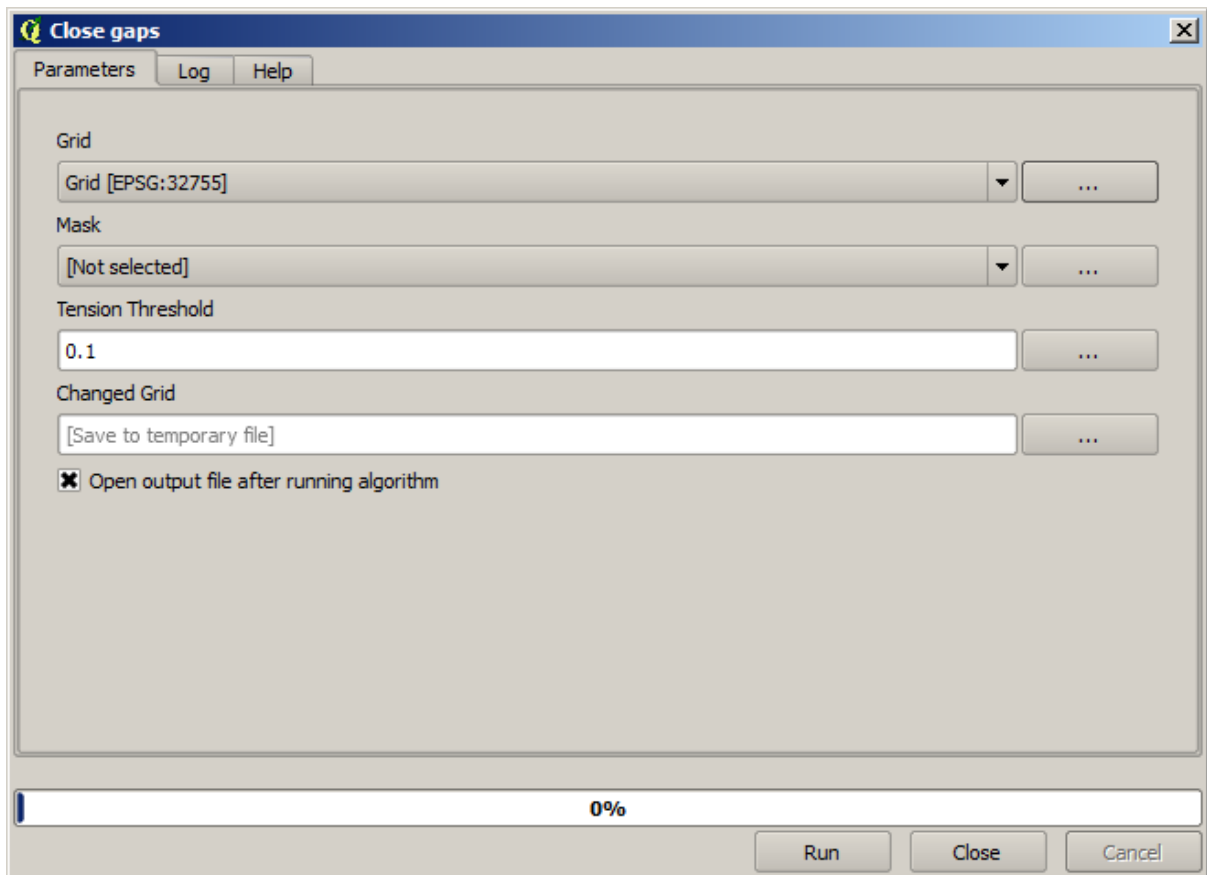 Close gaps
Parameters Log Help
Grid
Grid [EPSG:32755] ...
Mask
[Not selected] ...
Tension Threshold
0.1 ...
Changed Grid
[Save to temporary file] ...
Open output file after running algorithm
0%
Run Close Cancel